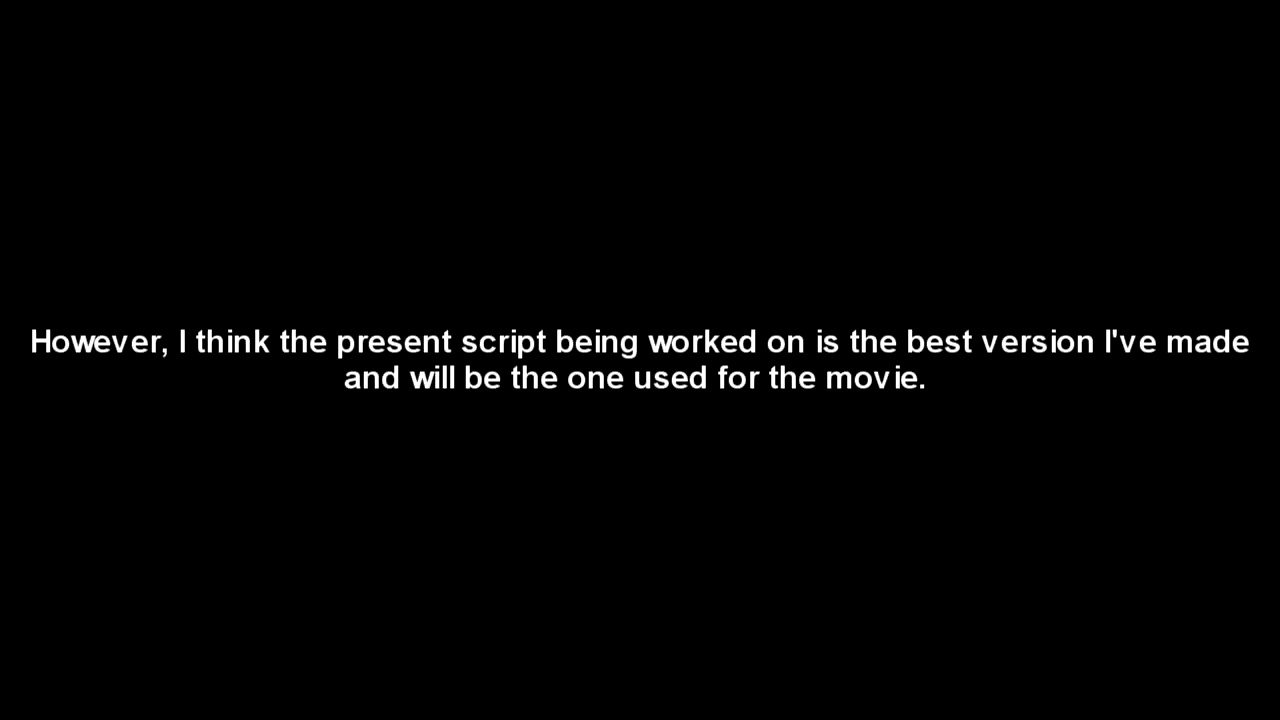 However, I think the present script being worked on is the best version I've made
and will be the one used for the movie.